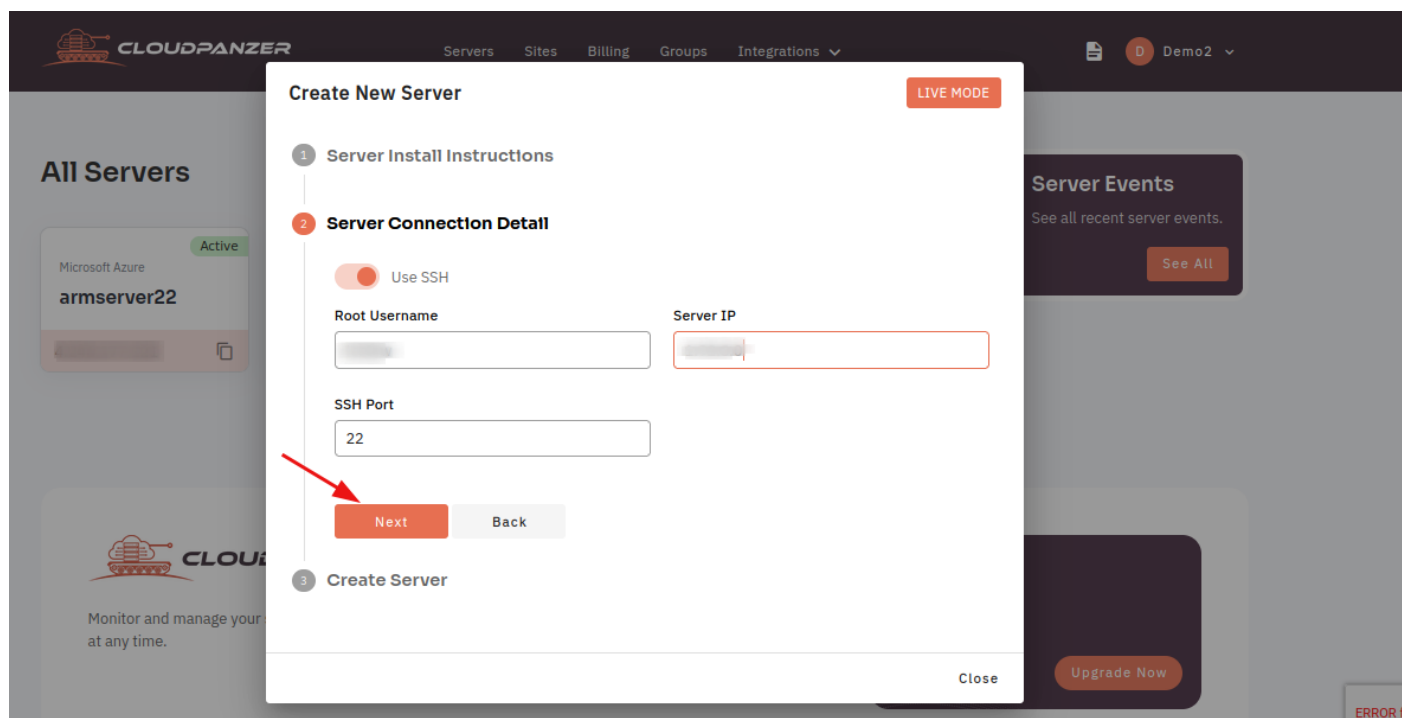 CLOUDPANZER
Servers Sites Billing Groups Integrations
D Demo2
Create New Server
LIVE MODE
1 Server Install Instructions
All Servers
Server Events
See all recent server events.
See All
2 Server Connection Detail
Active
Microsoft Azure
armserver22
Use SSH
Root Username
Server IP
SSH Port
22
Next
Back
3 Create Server
Monitor and manage your
at any time.
Close
Upgrade Now
ERROR